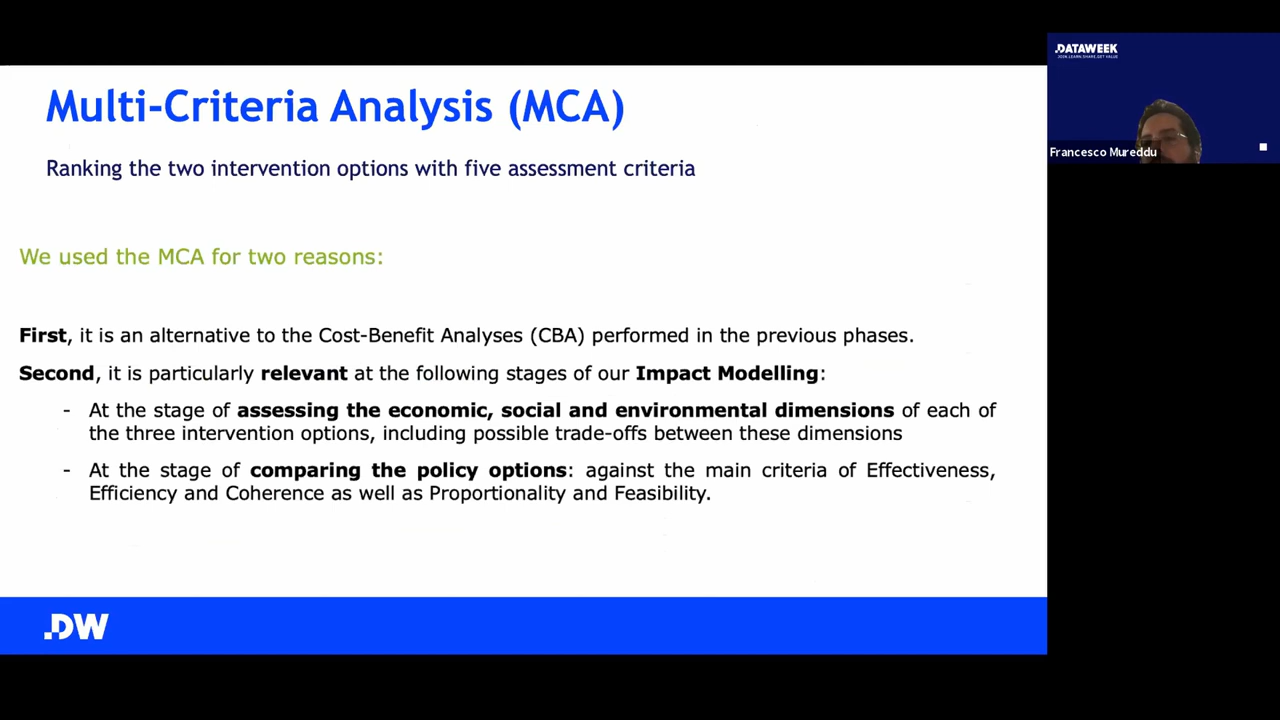 Multi-Criteria Analysis (MCA)
Ranking the two intervention options with five assessment criteria
We used the MCA for two reasons:
First, it is an alternative to the Cost-Benefit Analyses (CBA) performed in the previous phases.
Second, it is particularly relevant at the following stages of our Impact Modelling:
- At the stage of assessing the economic, social and environmental dimensions of each of
the three intervention options, including possible trade-offs between these dimensions
- At the stage of comparing the policy options: against the main criteria of Effectiveness,
Efficiency and Coherence as well as Proportionality and Feasibility.
.DW
.DATAWEEK
JOIN, LEARN, SHARE, GET VALUE
Francesco Mureddu